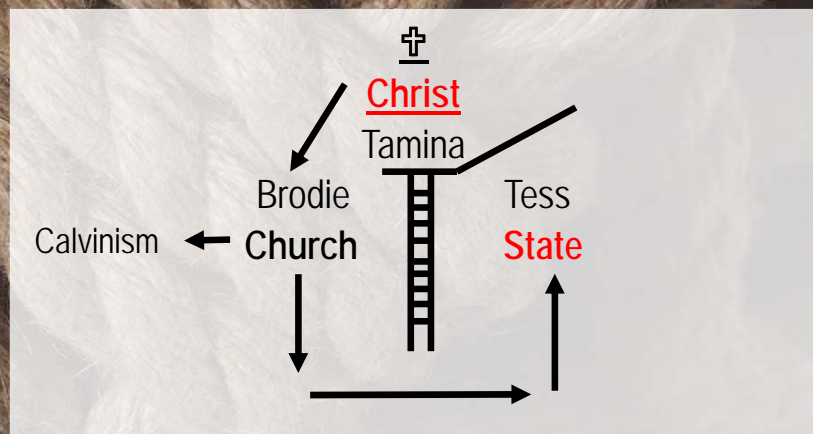 ✞
Christ
Tamina
Brodie
Tess
Calvinism
Church
State